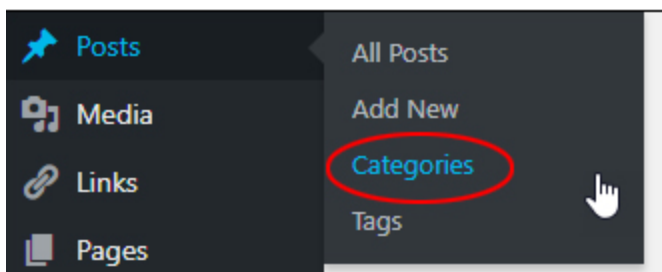 Posts
Media
Links
Pages
All Posts
Add New
Categories
Tags